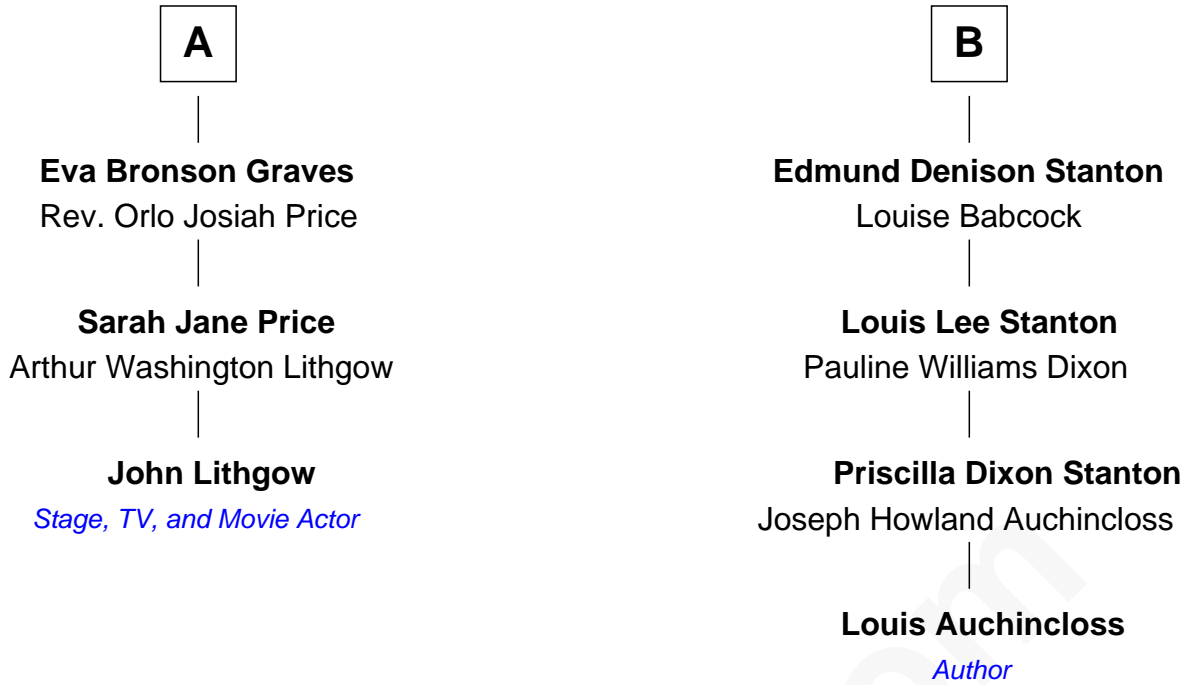 A
Eva Bronson Graves
Rev. Orlo Josiah Price
Sarah Jane Price
Arthur Washington Lithgow
John Lithgow
Stage, TV, and Movie Actor
B
Edmund Denison Stanton
Louise Babcock
Louis Lee Stanton
Pauline Williams Dixon
Priscilla Dixon Stanton
Joseph Howland Auchincloss
Louis Auchincloss
Author